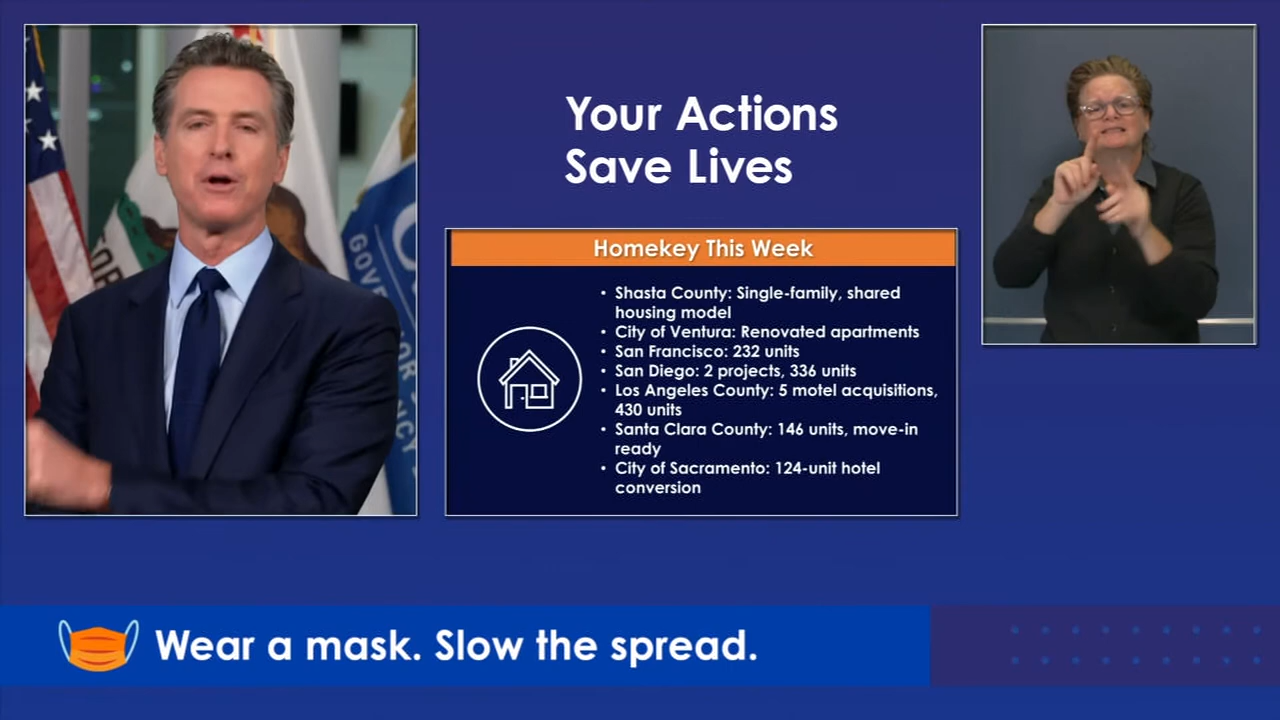 Your Actions
Save Lives
Homekey This Week
• Shasta County: Single-family, shared
housing model
• City of Ventura: Renovated apartments
• San Francisco: 232 units
• San Diego: 2 projects, 336 units
• Los Angeles County: 5 motel acquisitions,
430 units
• Santa Clara County: 146 units, move-in
ready
• City of Sacramento: 124-unit hotel
conversion
Wear a mask. Slow the spread.